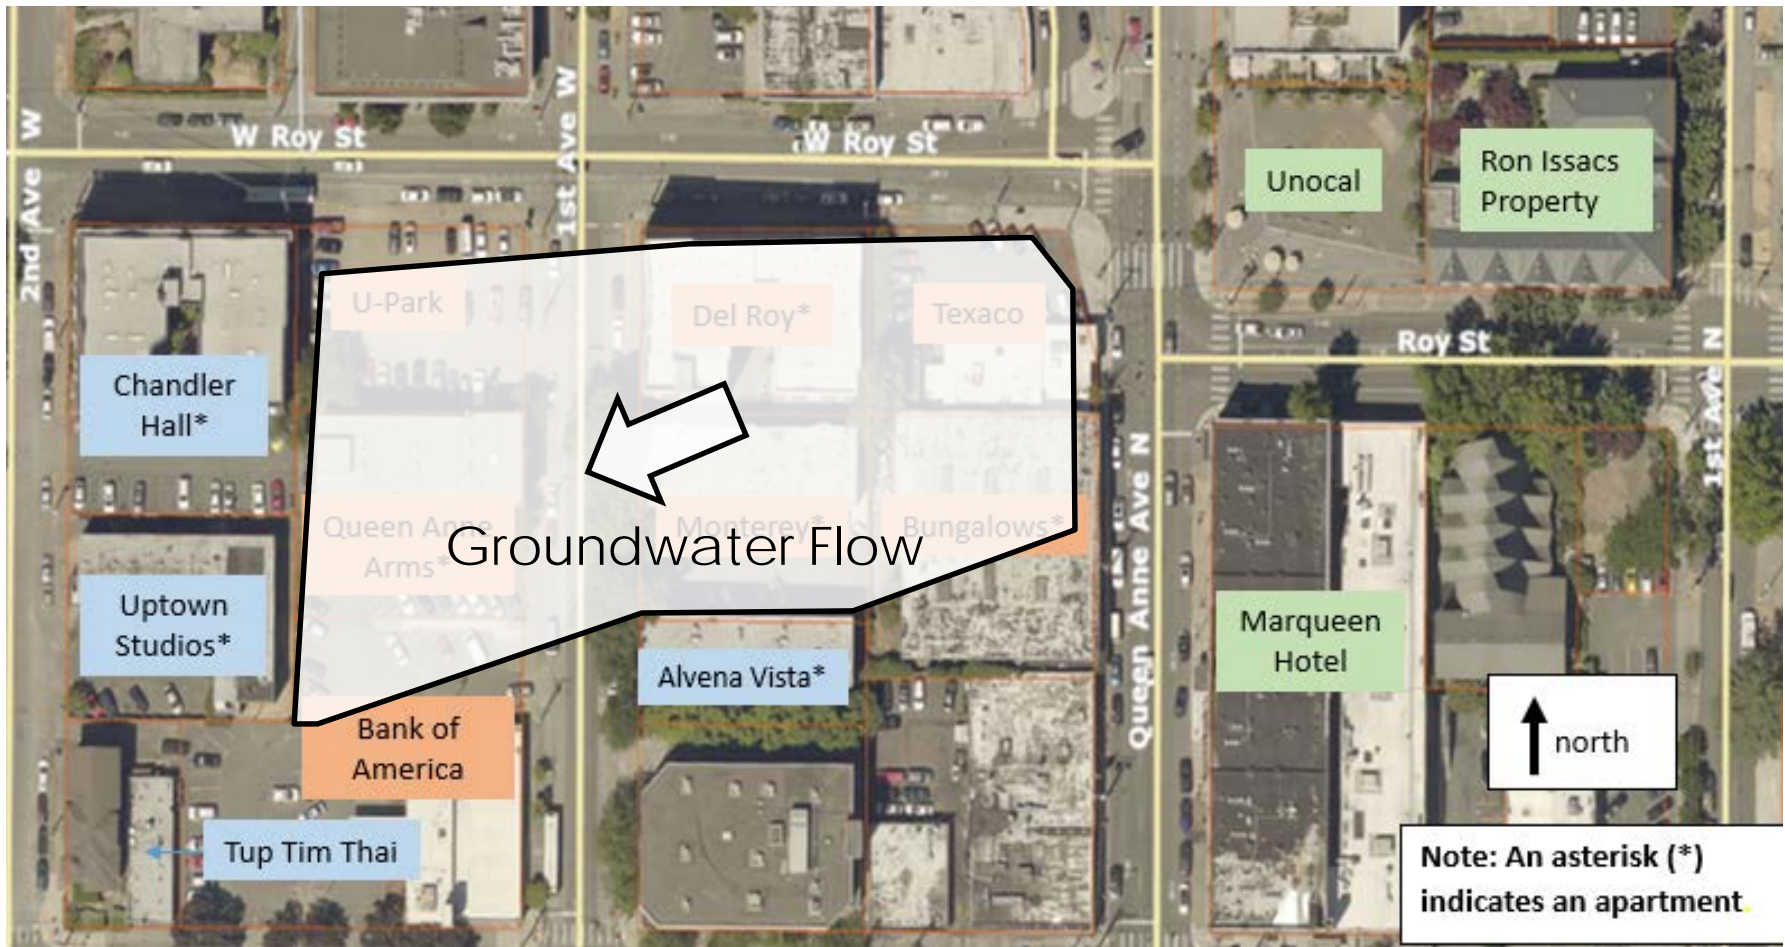 W Roy St
W Roy St
2nd Ave W
1st Ave W
Unocal
Ron Issacs
Property
U-Park
Del Roy*
Texaco
Roy St
Chandler
Hall*
1st Ave N
Queen Anne Ave N
Queen Anne
Arms*
Monterey*
Bungalows*
Groundwater Flow
Uptown
Studios*
Marqueen
Hotel
Alvena Vista*
Bank of
America
north
Tup Tim Thai
Note: An asterisk (*)
indicates an apartment.